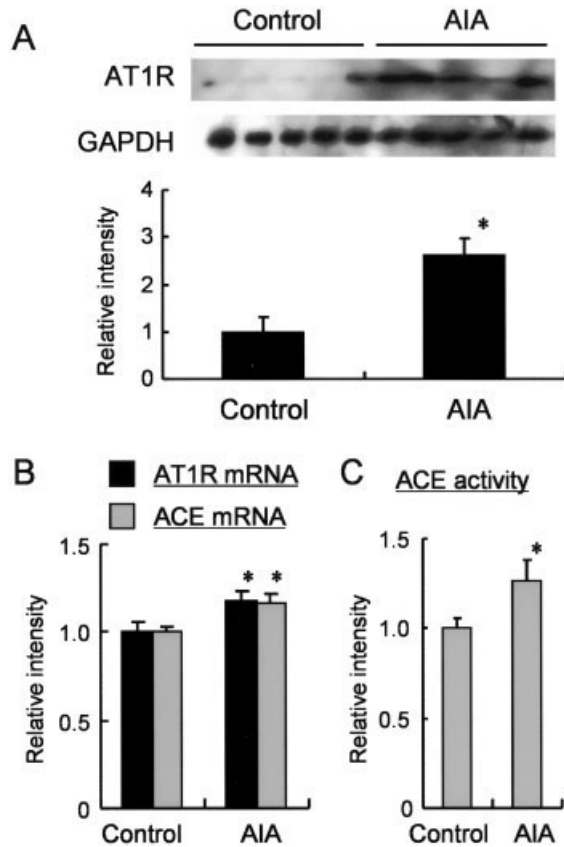 A
Control AIA
AT1R
GAPDH
Relative intensity
4
3
2
1
0
*
Control AIA
B
AT1R mRNA
ACE mRNA
Relative intensity
1.5
1.0
0.5
0
* *
Control AIA
C ACE activity
Relative intensity
1.5
1.0
0.5
0
*
Control AIA